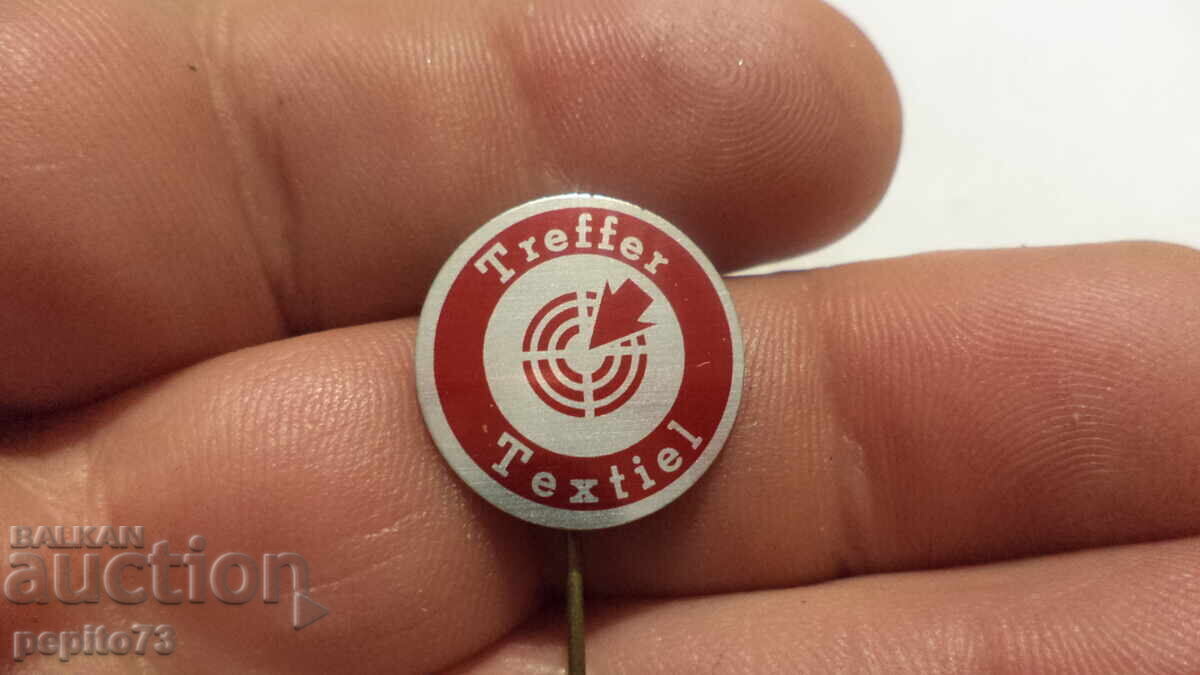 Treffer
Textiel
BALKAN
auction
pepito73